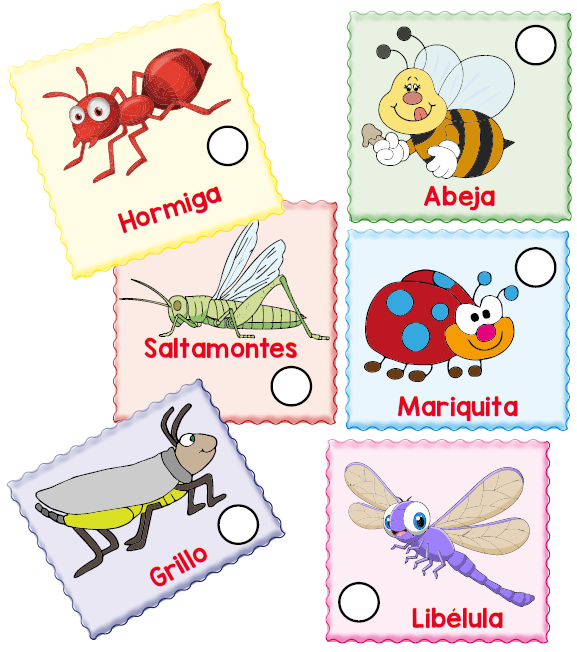 Hormiga
Abeja
Saltamontes
Mariquita
Grillo
Libélula